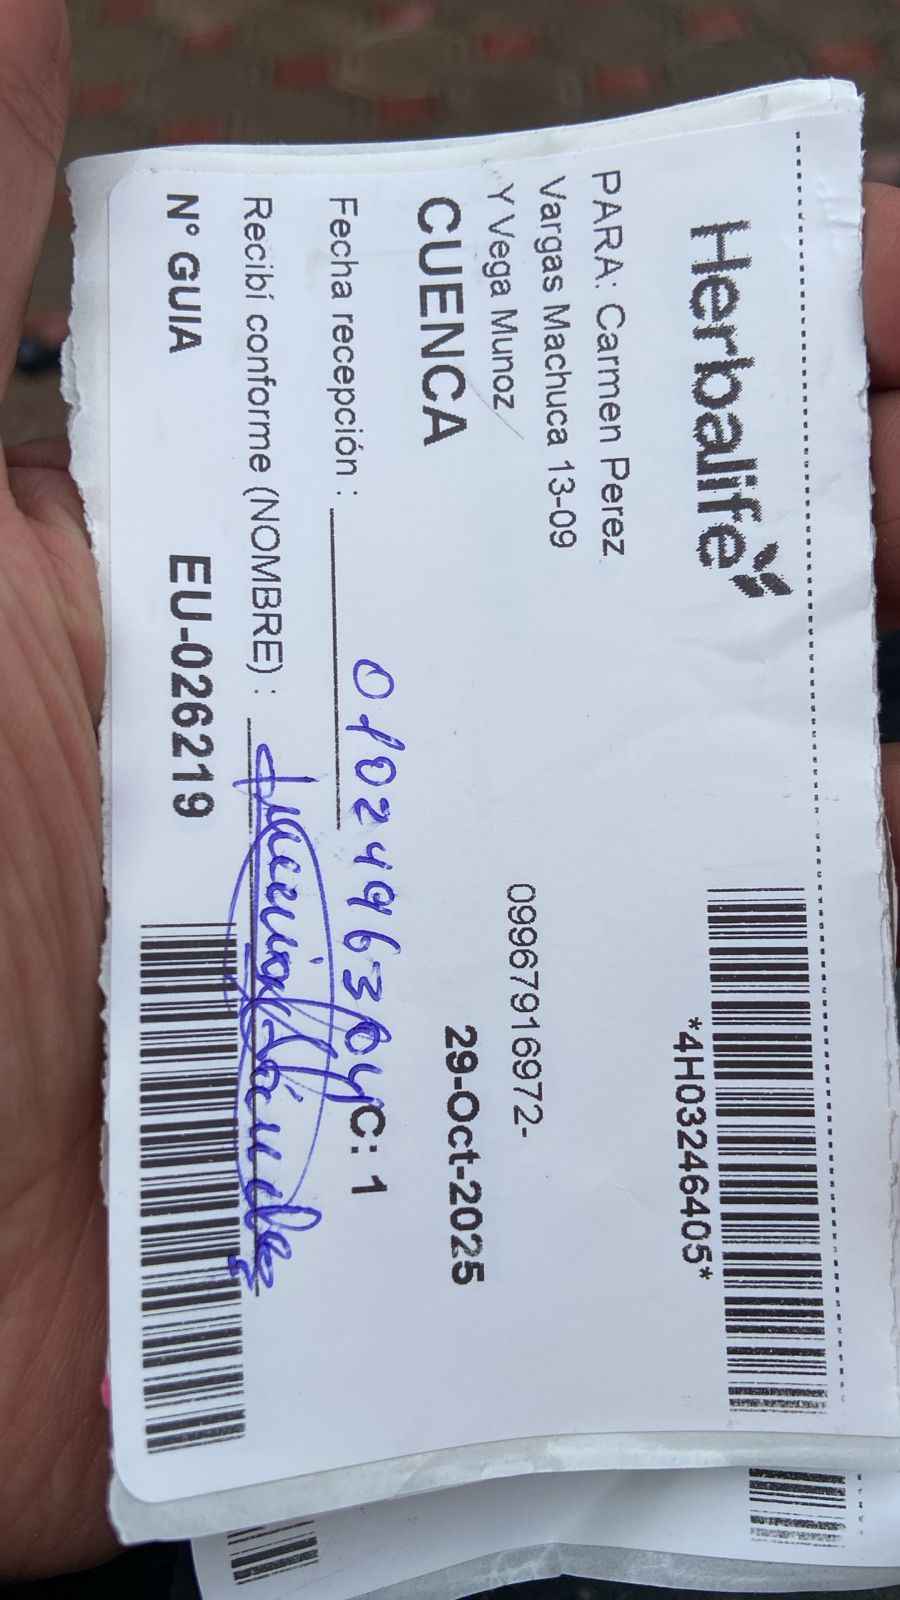 Herbalife
*4H03246405*
PARA: Carmen Perez
Vargas Machuca 13-09
Y Vega Munoz
0996791697 2-
CUENCA
29-Oct-2025
Fecha recepción :
0102496304
C: 1
Recibí conforme (NOMBRE) :
N° GUIA
EU-026219